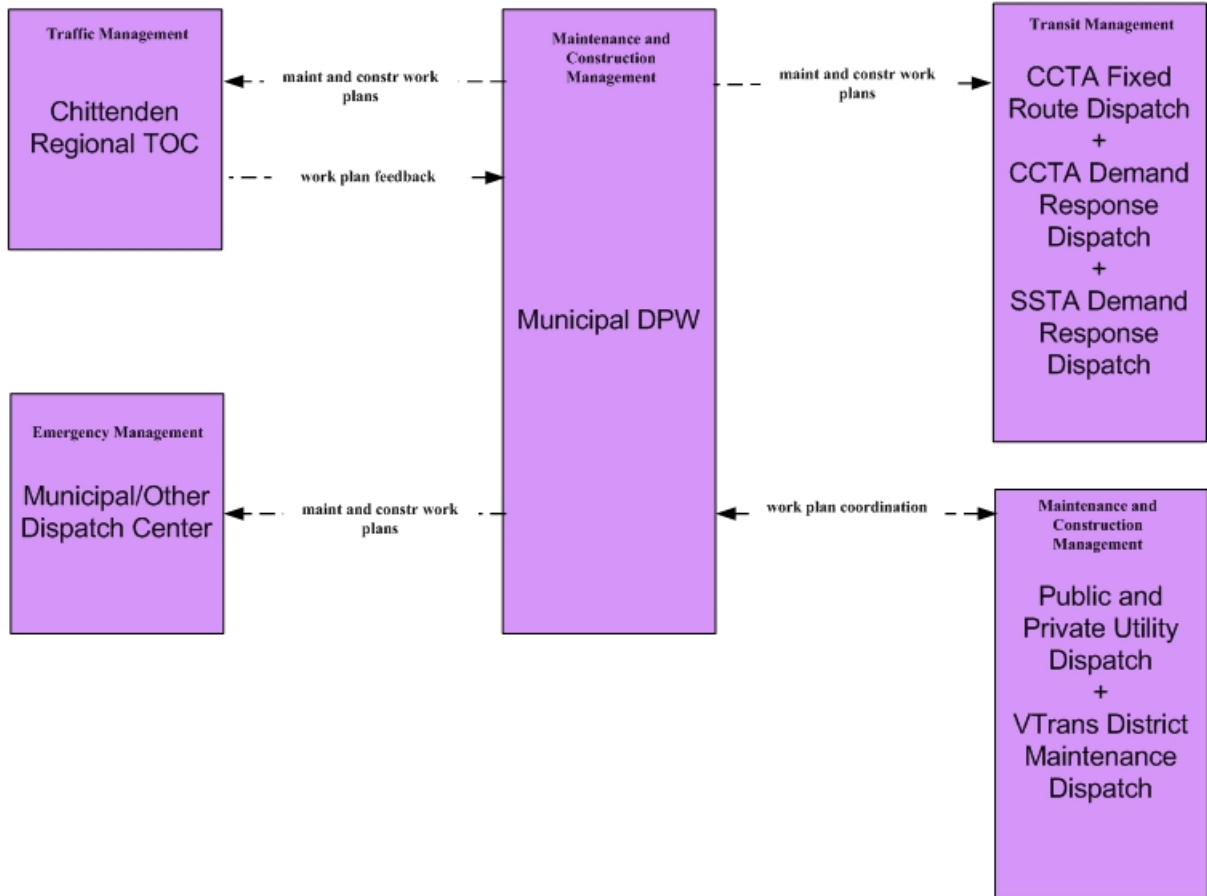 Traffic Management
Chittenden
Regional TOC
maint and constr work
plans
work plan feedback
Maintenance and
Construction
Management
Municipal DPW
maint and constr work
plans
Transit Management
CCTA Fixed
Route Dispatch
+
CCTA Demand
Response
Dispatch
+
SSTA Demand
Response
Dispatch
Emergency Management
Municipal/Other
Dispatch Center
maint and constr work
plans
work plan coordination
Maintenance and
Construction
Management
Public and
Private Utility
Dispatch
+
VTrans District
Maintenance
Dispatch